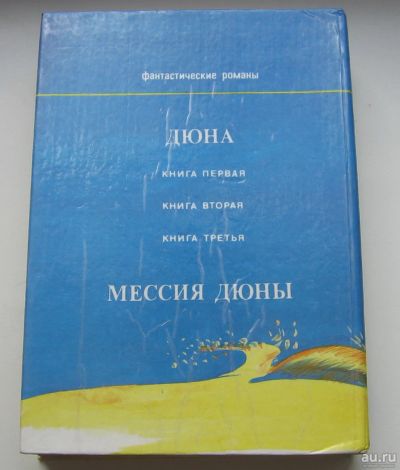 фантастические романы
ДЮНА
КНИГА ПЕРВАЯ
КНИГА ВТОРАЯ
КНИГА ТРЕТЬЯ
МЕССИЯ ДЮНЫ
au.ru